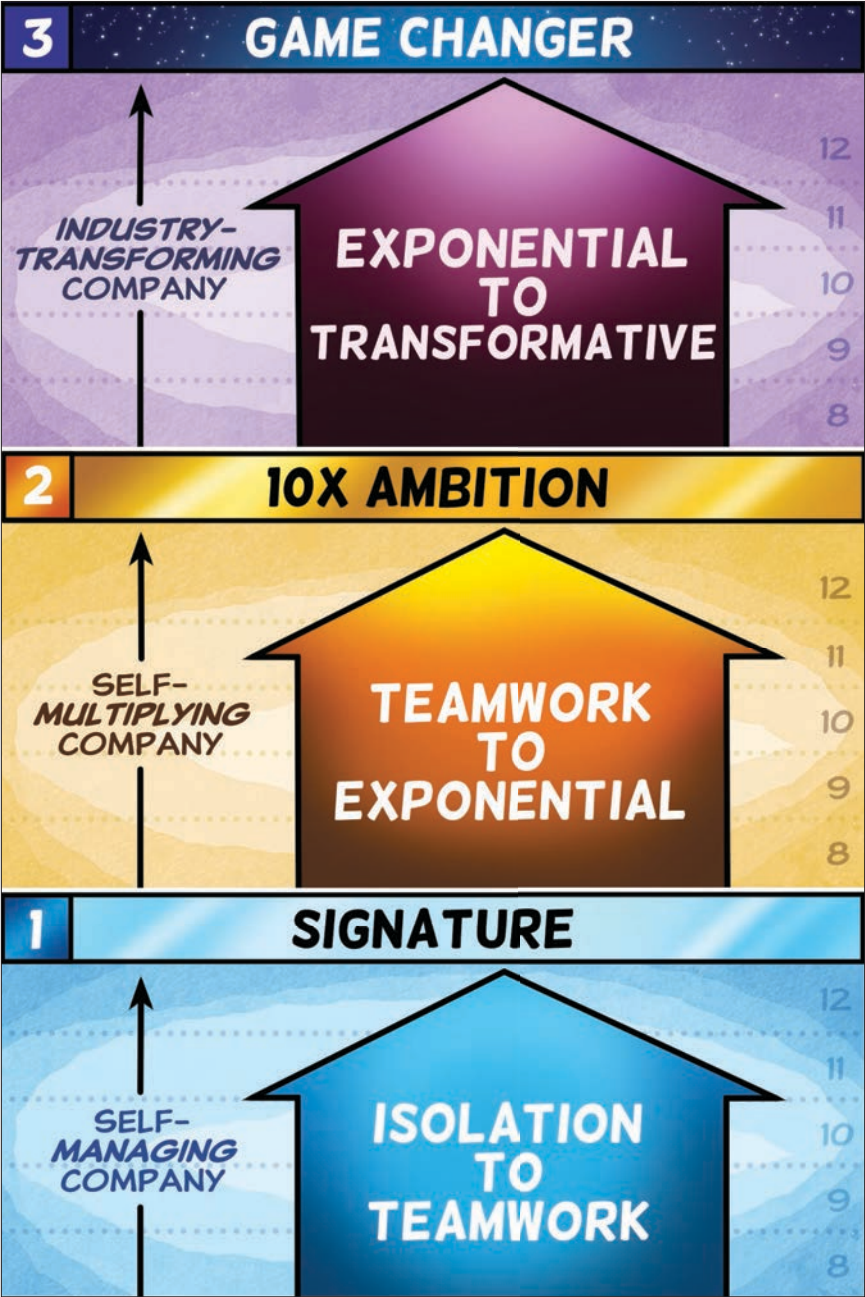 3 GAME CHANGER
12
INDUSTRY-
TRANSFORMING
COMPANY
EXPONENTIAL
TO
TRANSFORMATIVE
11
10
9
8
2 10X AMBITION
12
SELF-
MULTIPLYING
COMPANY
TEAMWORK
TO
EXPONENTIAL
11
10
9
8
1 SIGNATURE
12
SELF-
MANAGING
COMPANY
ISOLATION
TO
TEAMWORK
11
10
9
8